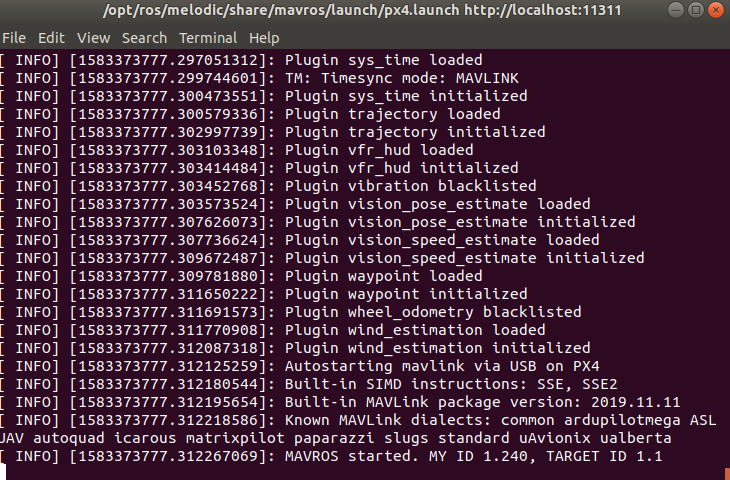 /opt/ros/melodic/share/mavros/launch/px4.launch http://localhost:11311
File Edit View Search Terminal Help
[ INFO] [1583373777.297051312]: Plugin sys_time loaded
[ INFO] [1583373777.299744601]: TM: Timesync mode: MAVLINK
[ INFO] [1583373777.300473551]: Plugin sys_time initialized
[ INFO] [1583373777.300579336]: Plugin trajectory loaded
[ INFO] [1583373777.302997739]: Plugin trajectory initialized
[ INFO] [1583373777.303103348]: Plugin vfr_hud loaded
[ INFO] [1583373777.303414484]: Plugin vfr_hud initialized
[ INFO] [1583373777.303452768]: Plugin vibration blacklisted
[ INFO] [1583373777.303573524]: Plugin vision_pose_estimate loaded
[ INFO] [1583373777.307626073]: Plugin vision_pose_estimate initialized
[ INFO] [1583373777.307736624]: Plugin vision_speed_estimate loaded
[ INFO] [1583373777.309672487]: Plugin vision_speed_estimate initialized
[ INFO] [1583373777.309781880]: Plugin waypoint loaded
[ INFO] [1583373777.311650222]: Plugin waypoint initialized
[ INFO] [1583373777.311691573]: Plugin wheel_odometry blacklisted
[ INFO] [1583373777.311770908]: Plugin wind_estimation loaded
[ INFO] [1583373777.312087318]: Plugin wind_estimation initialized
[ INFO] [1583373777.312125259]: Autostarting mavlink via USB on PX4
[ INFO] [1583373777.312180544]: Built-in SIMD instructions: SSE, SSE2
[ INFO] [1583373777.312195654]: Built-in MAVLink package version: 2019.11.11
[ INFO] [1583373777.312218586]: Known MAVLink dialects: common ardupilotmega ASL
UAV autoquad icarous matrixpilot paparazzi slugs standard uAvionix ualberta
[ INFO] [1583373777.312267069]: MAVROS started. MY ID 1.240, TARGET ID 1.1